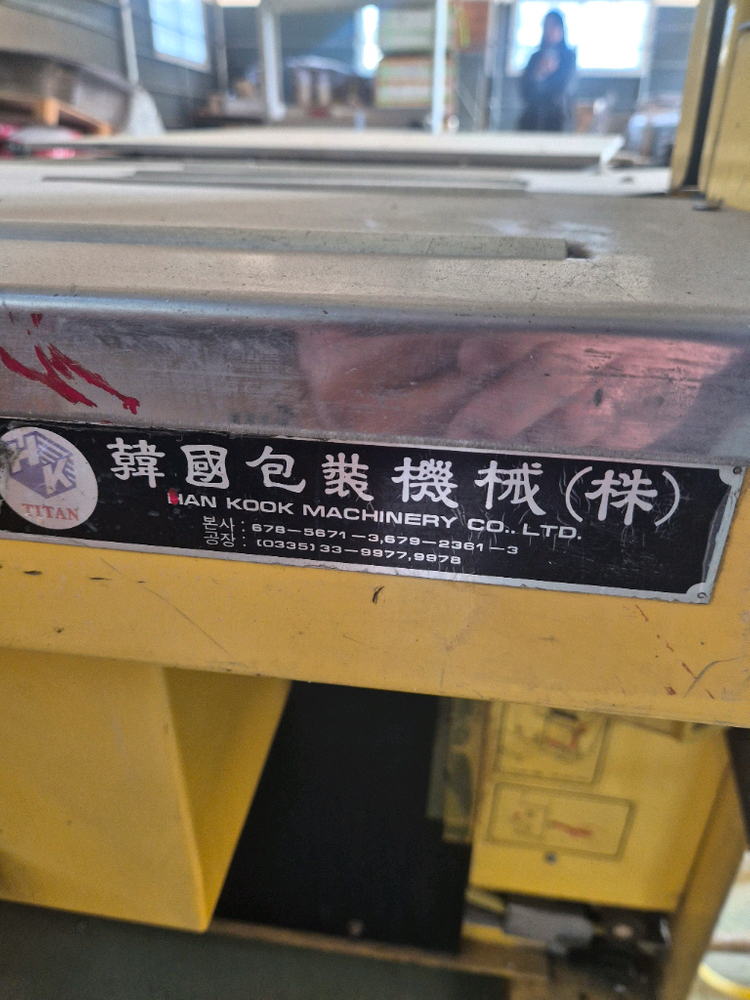 HK
TITAN
韓國包裝機械(株)
HAN KOOK MACHINERY CO., LTD.
본사 : 678-5671-3,679-2361-3
공장 : (0335) 33-9977,9978